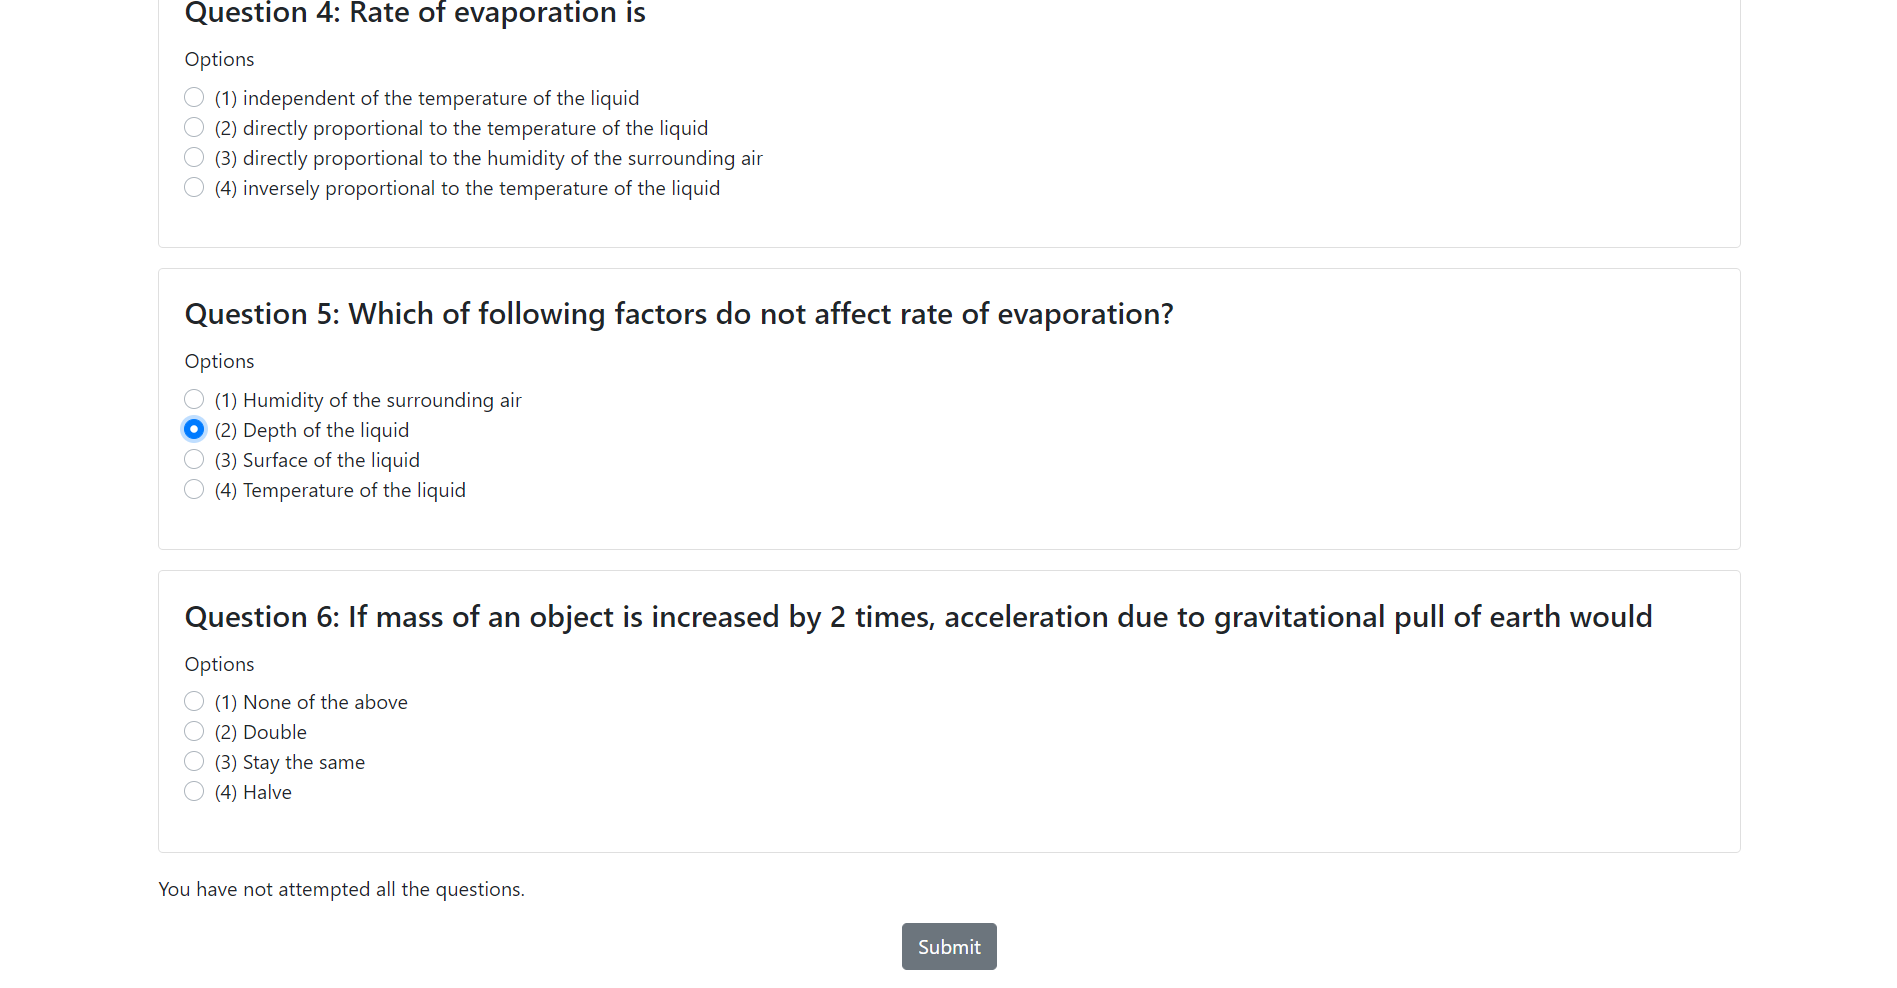 Question 4: Rate of evaporation is
Options
(1) independent of the temperature of the liquid
(2) directly proportional to the temperature of the liquid
(3) directly proportional to the humidity of the surrounding air
(4) inversely proportional to the temperature of the liquid
Question 5: Which of following factors do not affect rate of evaporation?
Options
(1) Humidity of the surrounding air
(2) Depth of the liquid
(3) Surface of the liquid
(4) Temperature of the liquid
Question 6: If mass of an object is increased by 2 times, acceleration due to gravitational pull of earth would
Options
(1) None of the above
(2) Double
(3) Stay the same
(4) Halve
You have not attempted all the questions.
Submit